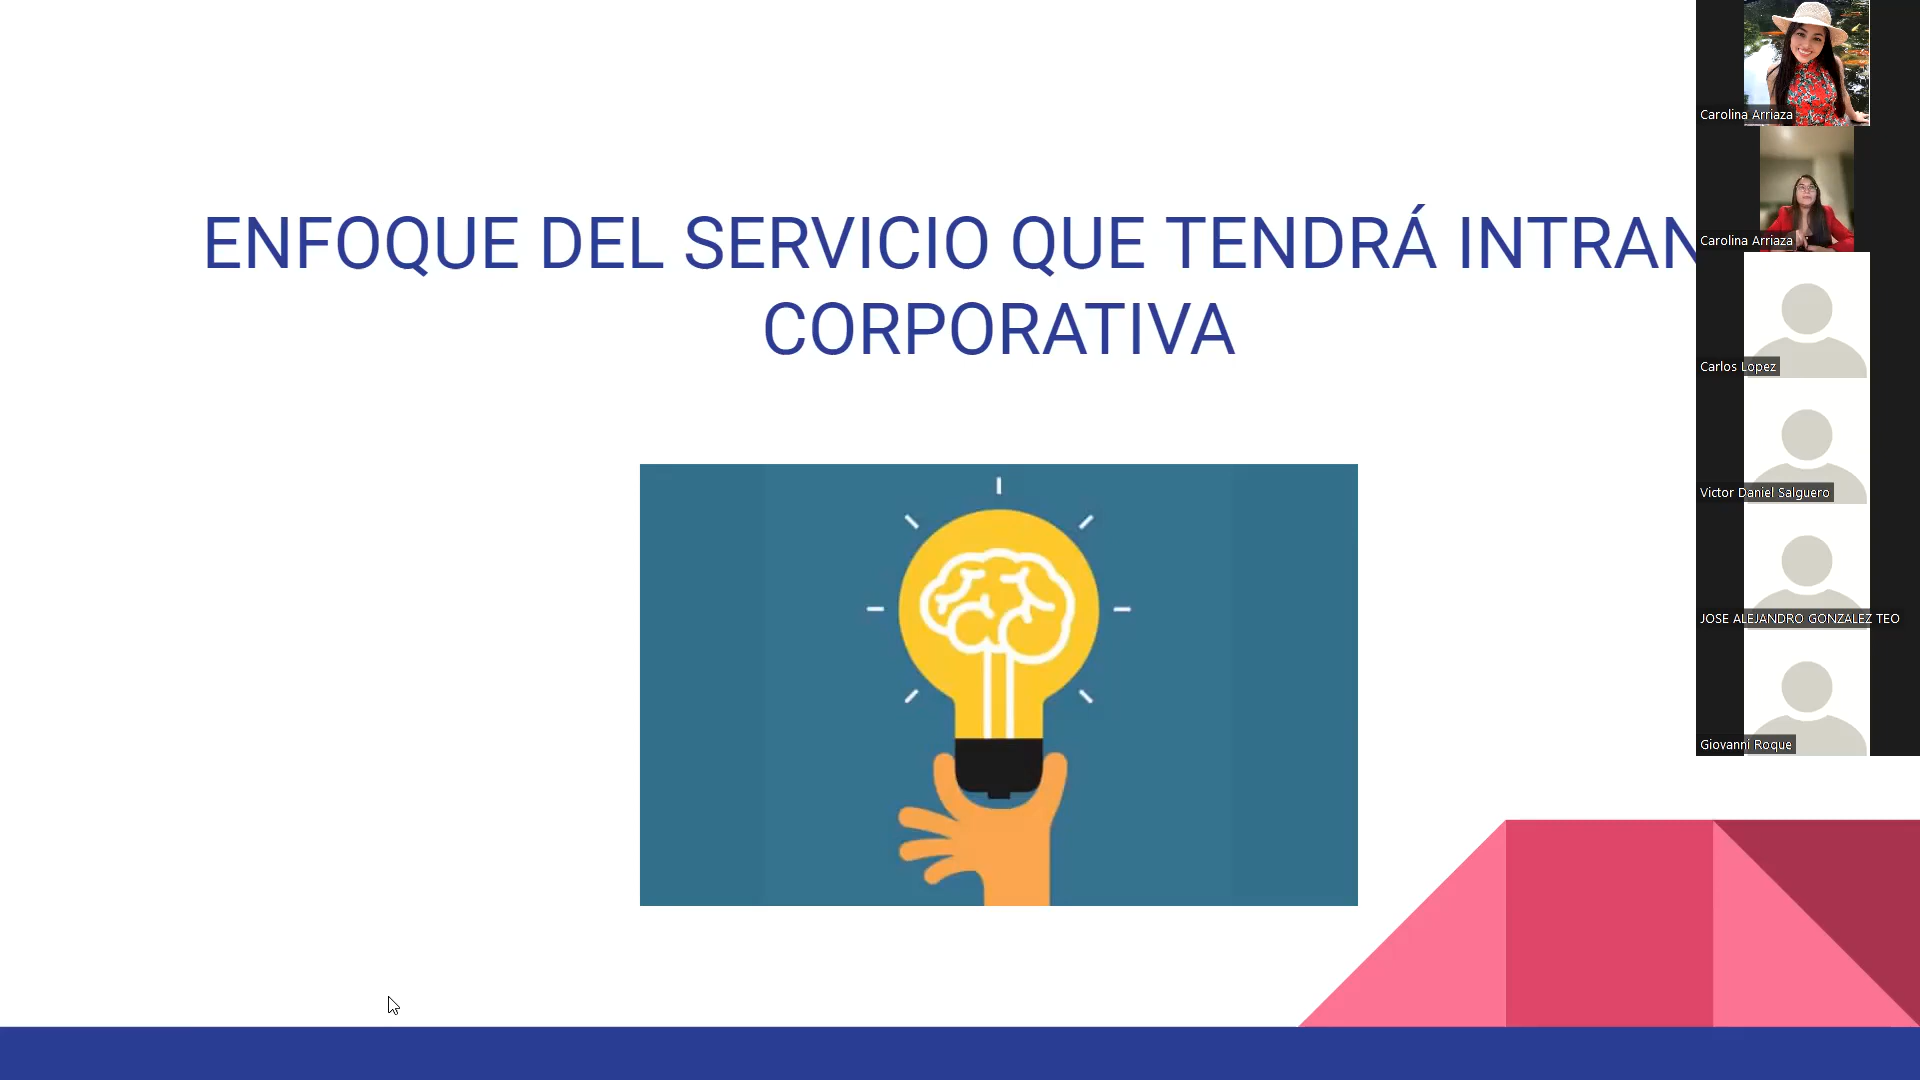 ENFOQUE DEL SERVICIO QUE TENDRÁ INTRAN
CORPORATIVA
Carolina Arriaza
Carolina Arriaza
Carlos Lopez
Victor Daniel Salguero
JOSE ALEJANDRO GONZALEZ TEO
Giovanni Roque